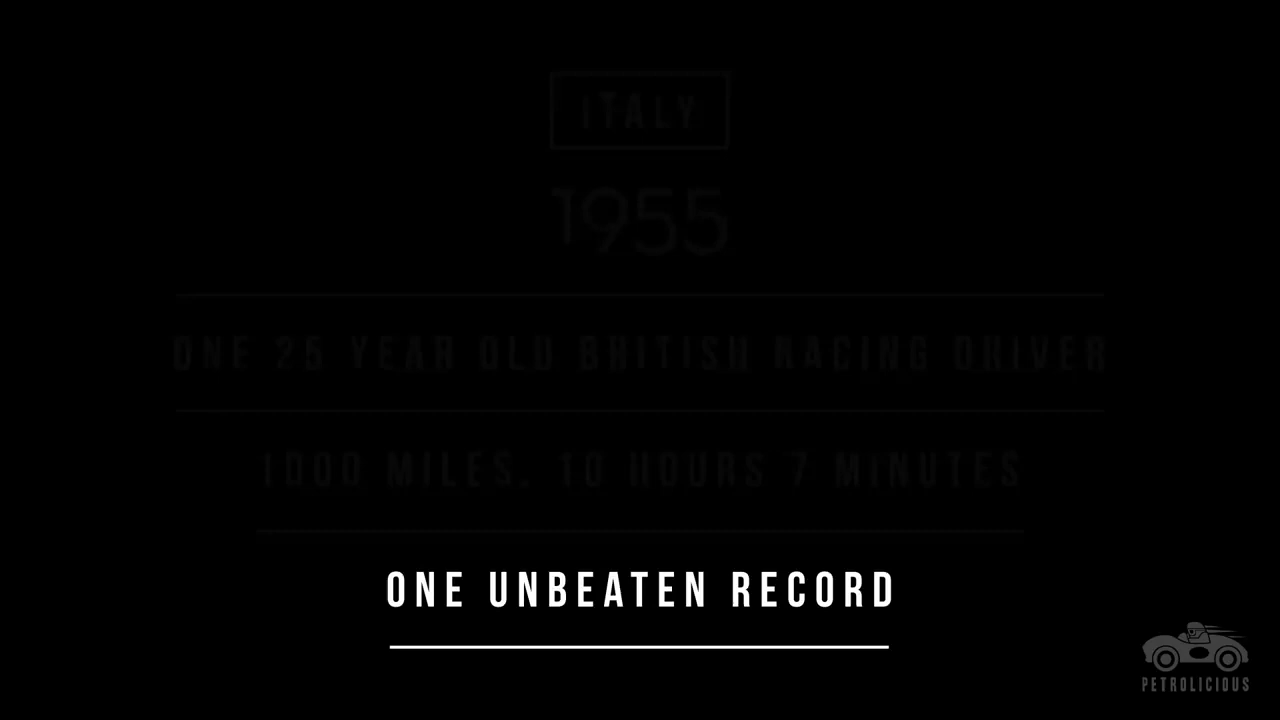 ITALY
1955
ONE 25 YEAR OLD BRITISH RACING DRIVER
1000 MILES. 10 HOURS 7 MINUTES
ONE UNBEATEN RECORD
PETROLICIOUS